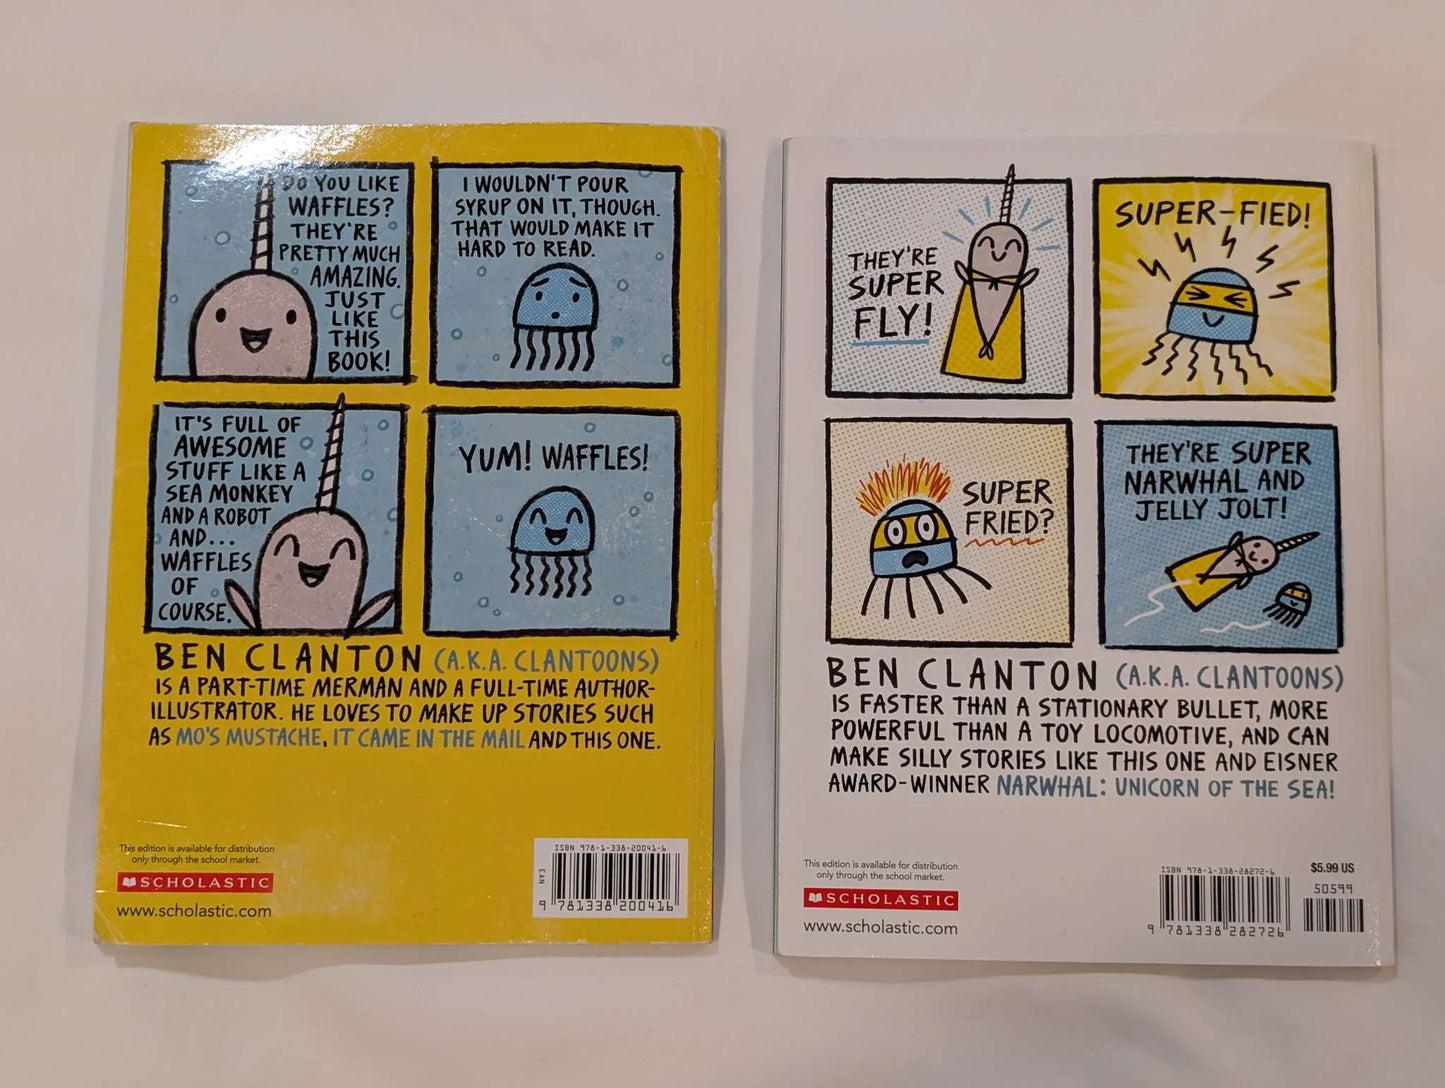 DO YOU LIKE
WAFFLES?
THEY'RE
PRETTY MUCH
AMAZING.
JUST
LIKE
THIS
BOOK!
I WOULDN'T POUR
SYRUP ON IT, THOUGH.
THAT WOULD MAKE IT
HARD TO READ.
IT'S FULL OF
AWESOME
STUFF LIKE A
SEA MONKEY
AND A ROBOT
AND...
WAFFLES
OF
COURSE.
YUM! WAFFLES!
BEN CLANTON (A.K.A. CLANTOONS)
IS A PART-TIME MERMAN AND A FULL-TIME AUTHOR-
ILLUSTRATOR. HE LOVES TO MAKE UP STORIES SUCH
AS MO'S MUSTACHE, IT CAME IN THE MAIL AND THIS ONE.
This edition is available for distribution
only through the school market.
SCHOLASTIC
www.scholastic.com
ISBN 978-1-338-20041-6
EAN
9 781338 200416
THEY'RE
SUPER
FLY!
SUPER-FIED!
SUPER
FRIED?
THEY'RE SUPER
NARWHAL AND
JELLY JOLT!
BEN CLANTON (A.K.A. CLANTOONS)
IS FASTER THAN A STATIONARY BULLET, MORE
POWERFUL THAN A TOY LOCOMOTIVE, AND CAN
MAKE SILLY STORIES LIKE THIS ONE AND EISNER
AWARD-WINNER NARWHAL: UNICORN OF THE SEA!
This edition is available for distribution
only through the school market.
SCHOLASTIC
www.scholastic.com
ISBN 978-1-338-28272-6
$5.99 US
50599
9 781338 282726